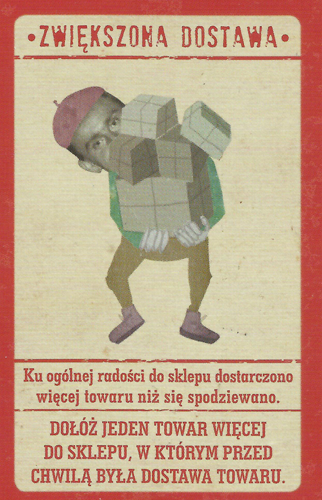 •ZWIĘKSZONA DOSTAWA•
Ku ogólnej radości do sklepu dostarczono
więcej towaru niż się spodziewano.
DOŁÓŻ JEDEN TOWAR WIĘCEJ
DO SKLEPU, W KTÓRYM PRZED
CHWILĄ BYŁA DOSTAWA TOWARU.